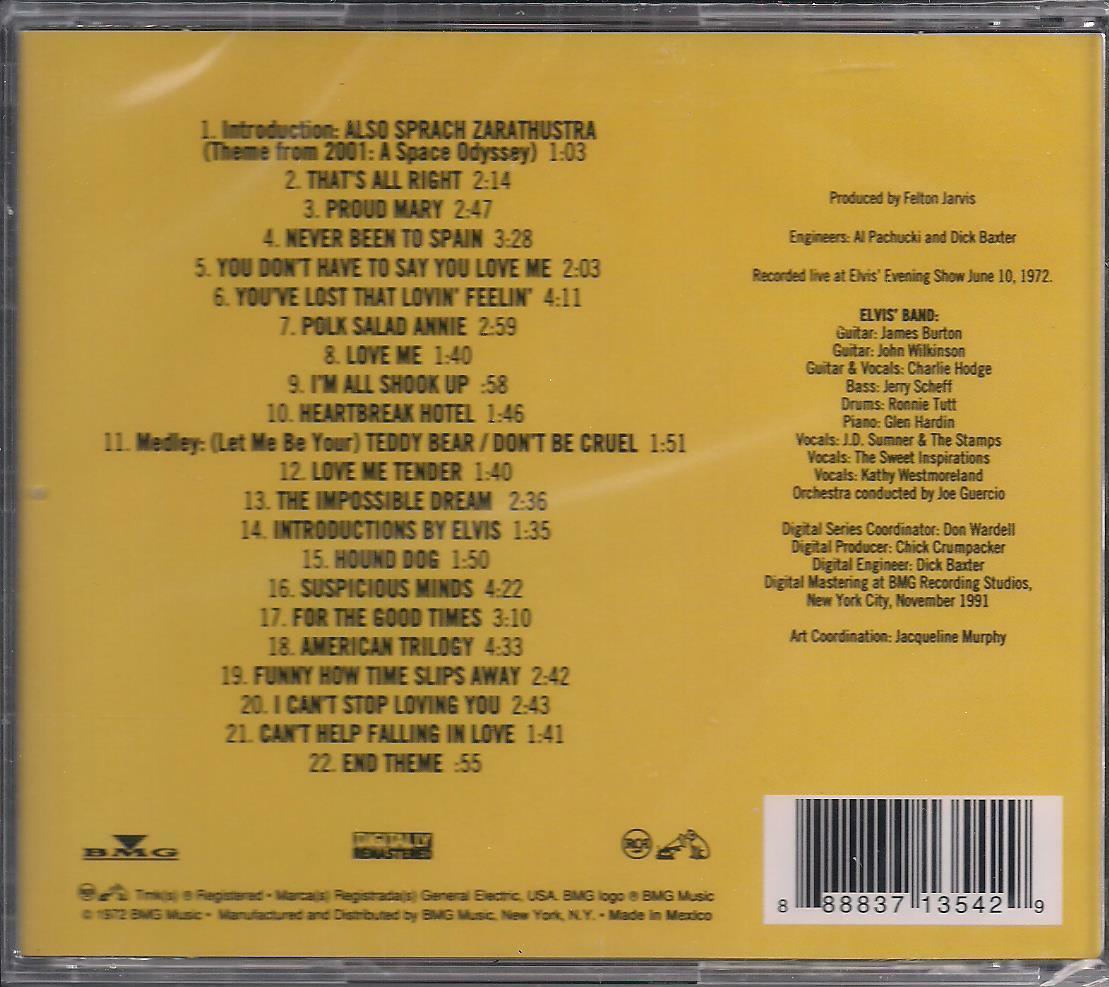 1. Introduction: ALSO SPRACH ZARATHUSTRA
(Theme from 2001: A Space Odyssey) 1:03
2. THAT'S ALL RIGHT 2:14
3. PROUD MARY 2:47
4. NEVER BEEN TO SPAIN 3:28
5. YOU DON'T HAVE TO SAY YOU LOVE ME 2:03
6. YOU'VE LOST THAT LOVIN' FEELIN' 4:11
7. POLK SALAD ANNIE 2:59
8. LOVE ME 1:40
9. I'M ALL SHOOK UP :58
10. HEARTBREAK HOTEL 1:46
11. Medley: (Let Me Be Your) TEDDY BEAR / DON'T BE CRUEL 1:51
12. LOVE ME TENDER 1:40
13. THE IMPOSSIBLE DREAM 2:36
14. INTRODUCTIONS BY ELVIS 1:35
15. HOUND DOG 1:50
16. SUSPICIOUS MINDS 4:22
17. FOR THE GOOD TIMES 3:10
18. AMERICAN TRILOGY 4:33
19. FUNNY HOW TIME SLIPS AWAY 2:42
20. I CAN'T STOP LOVING YOU 2:43
21. CAN'T HELP FALLING IN LOVE 1:41
22. END THEME :55
Produced by Felton Jarvis
Engineers: Al Pachucki and Dick Baxter
Recorded live at Elvis' Evening Show June 10, 1972.
ELVIS' BAND:
Guitar: James Burton
Guitar: John Wilkinson
Guitar & Vocals: Charlie Hodge
Bass: Jerry Scheff
Drums: Ronnie Tutt
Piano: Glen Hardin
Vocals: J.D. Sumner & The Stamps
Vocals: The Sweet Inspirations
Vocals: Kathy Westmoreland
Orchestra conducted by Joe Guercio
Digital Series Coordinator: Don Wardell
Digital Producer: Chick Crumpacker
Digital Engineer: Dick Baxter
Digital Mastering at BMG Recording Studios,
New York City, November 1991
Art Coordination: Jacqueline Murphy
BMG
DIGITALLY
REMASTERED
RCA
RCA Tmk(s) ® Registered • Marca(s) Registrada(s) General Electric, USA. BMG logo ® BMG Music
© 1972 BMG Music • Manufactured and Distributed by BMG Music, New York, N.Y. • Made in Mexico
8 88837 13542 9